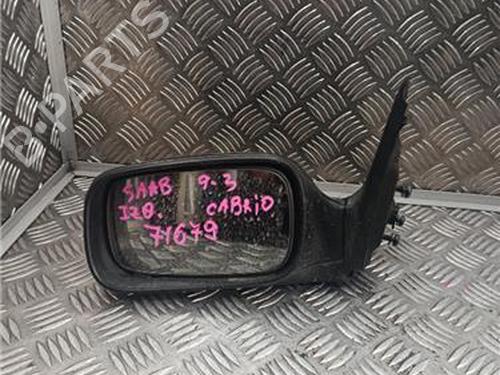 B-PARTS
SAAB 9-3
IZQ. CABRIO
71679